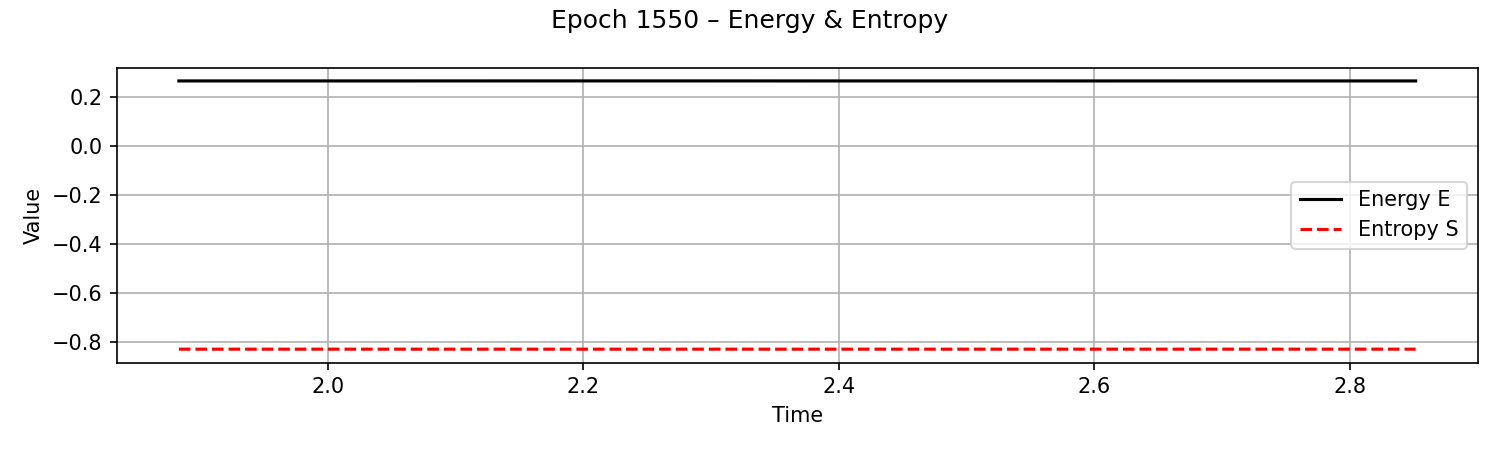 Epoch 1550 – Energy & Entropy
Value
0.2
0.0
−0.2
−0.4
−0.6
−0.8
Energy E
Entropy S
2.0 2.2 2.4 2.6 2.8
Time